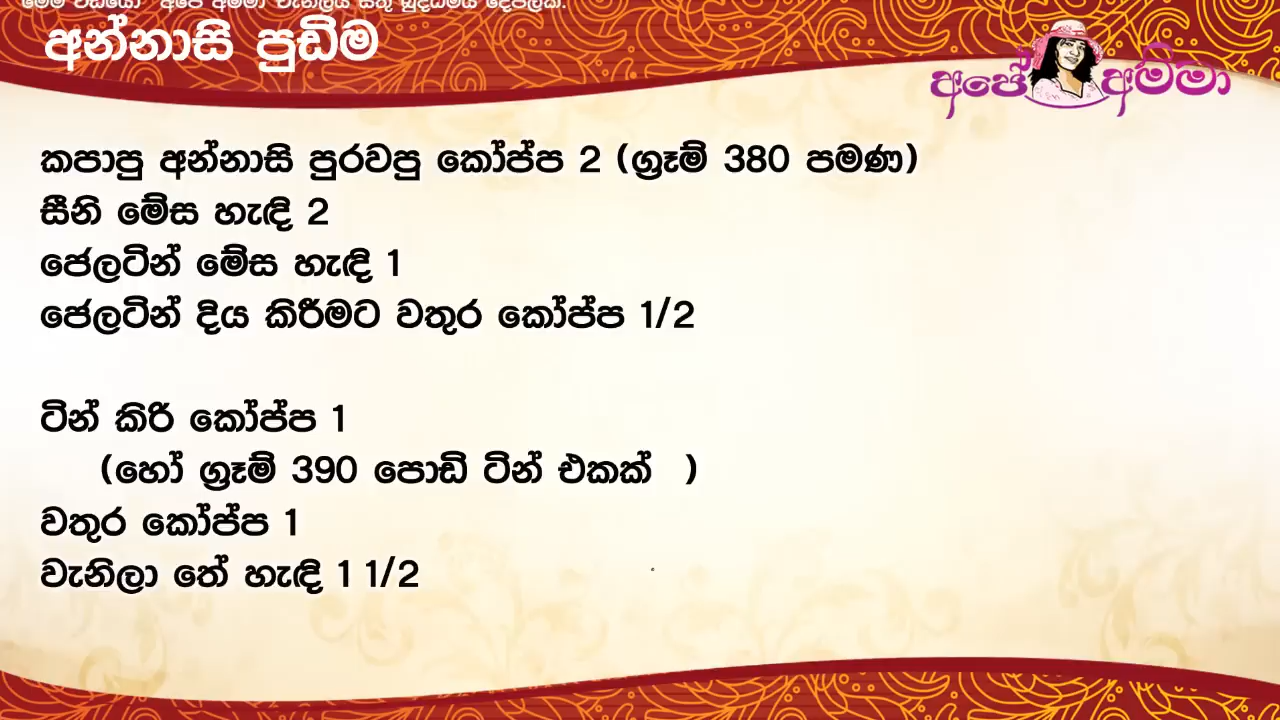 අන්නාසි පුඩිම
අපේ අම්මා
කපාපු අන්නාසි පුරවපු කෝප්ප 2 (ග්‍රෑම් 380 පමණ)
සීනි මේස හැඳි 2
ජෙලටින් මේස හැඳි 1
ජෙලටින් දිය කිරීමට වතුර කෝප්ප 1/2
ටින් කිරි කෝප්ප 1
(හෝ ග්‍රෑම් 390 පොඩි ටින් එකක් )
වතුර කෝප්ප 1
වැනිලා තේ හැඳි 1 1/2